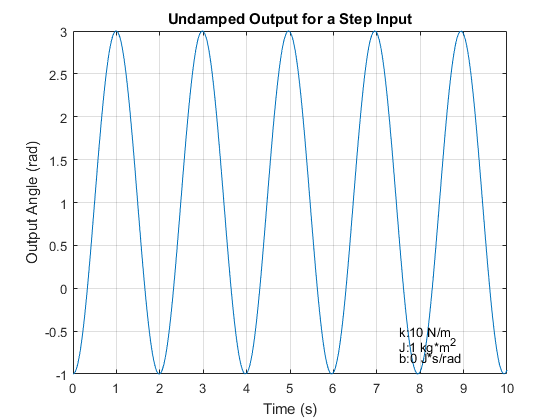 Undamped Output for a Step Input
3
2.5
2
1.5
1
0.5
0
-0.5
-1
Output Angle (rad)
k:10 N/m
J:1 kg*m²
b:0 J*s/rad
0 1 2 3 4 5 6 7 8 9 10
Time (s)